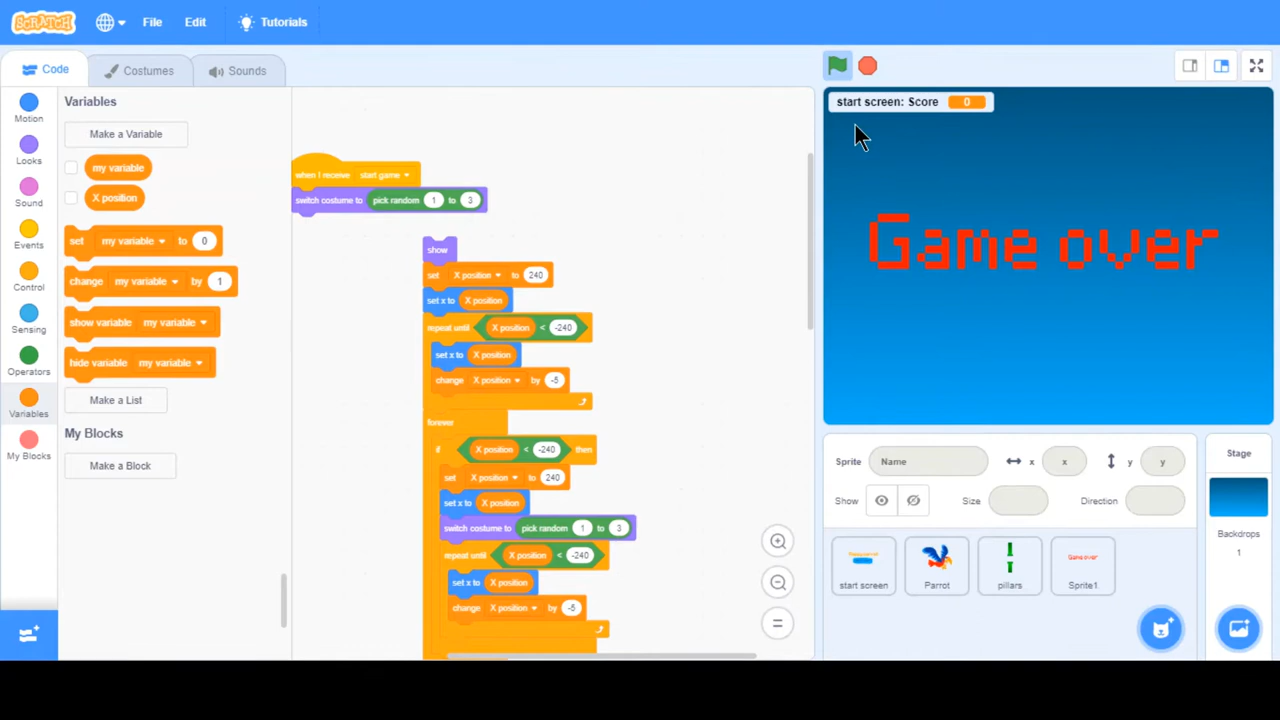 SCRATCH File Edit Tutorials
Code Costumes Sounds
Motion
Looks
Sound
Events
Control
Sensing
Operators
Variables
My Blocks
Variables
Make a Variable
my variable
X position
set my variable to 0
change my variable by 1
show variable my variable
hide variable my variable
Make a List
My Blocks
Make a Block
when I receive start game
switch costume to pick random 1 to 3
show
set X position to 240
set x to X position
repeat until X position < -240
set x to X position
change X position by -5
forever
if X position < -240 then
set X position to 240
set x to X position
switch costume to pick random 1 to 3
repeat until X position < -240
set x to X position
change X position by -5
start screen: Score 0
Game over
Sprite Name x x y y
Show Size Direction
start screen
Parrot
pillars
Game over
Sprite1
Stage
Backdrops
1